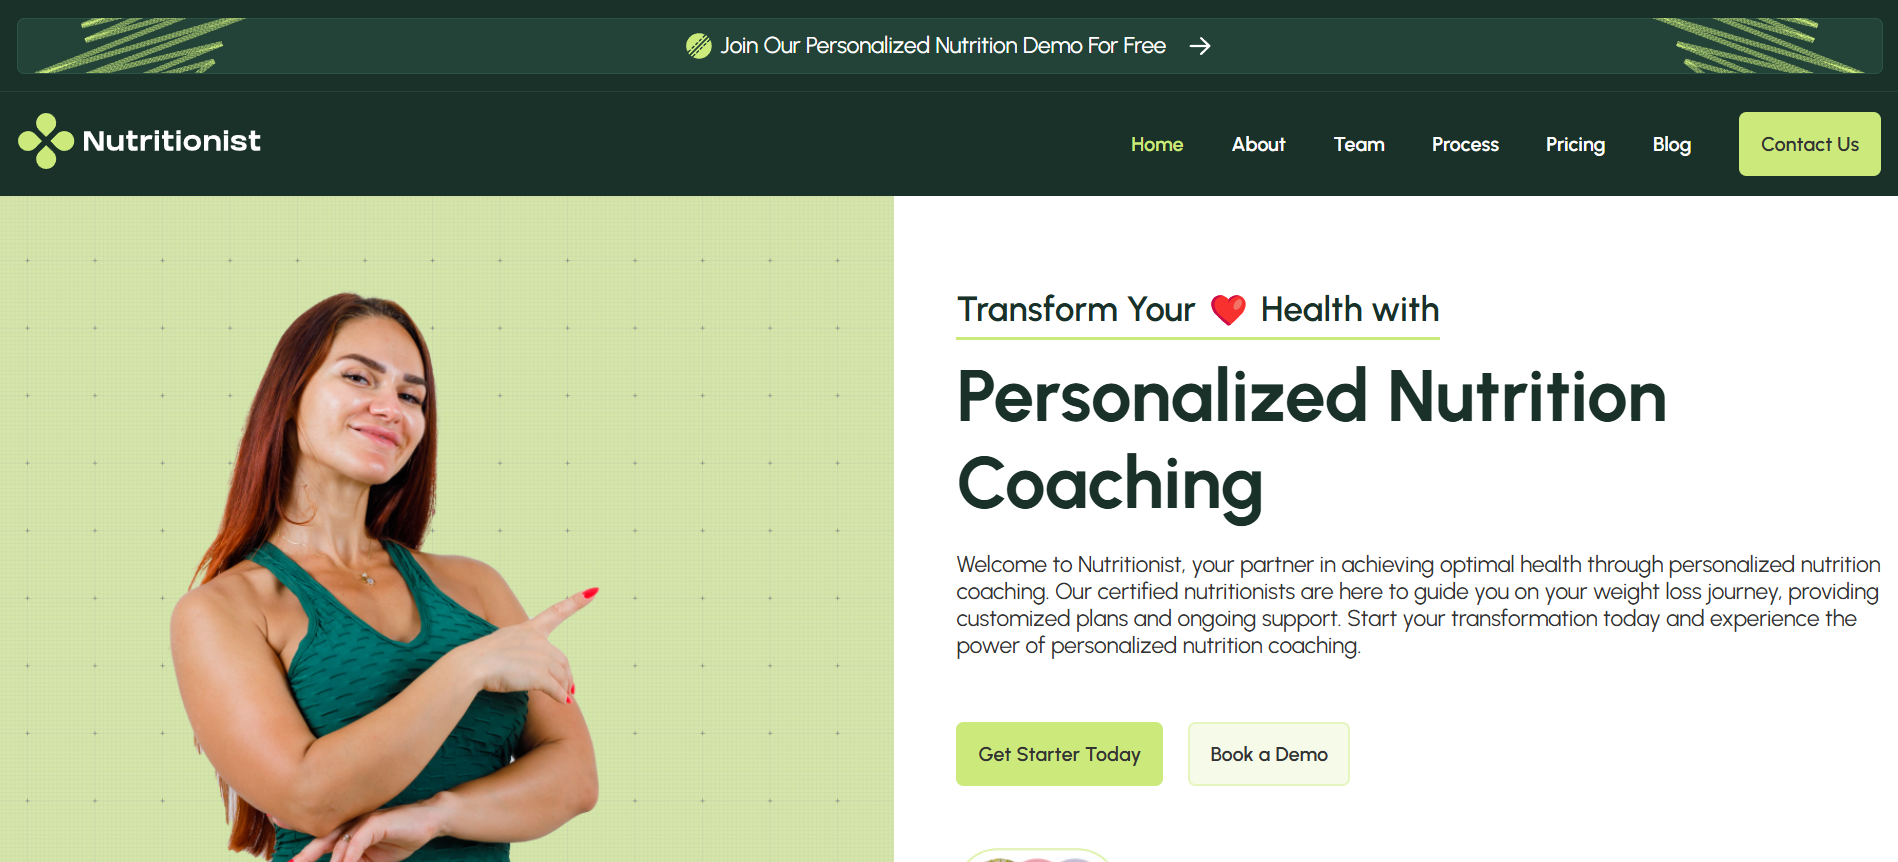 Join Our Personalized Nutrition Demo For Free
Nutritionist
Home
About
Team
Process
Pricing
Blog
Contact Us
Transform Your ❤️ Health with
Personalized Nutrition
Coaching
Welcome to Nutritionist, your partner in achieving optimal health through personalized nutrition
coaching. Our certified nutritionists are here to guide you on your weight loss journey, providing
customized plans and ongoing support. Start your transformation today and experience the
power of personalized nutrition coaching.
Get Starter Today
Book a Demo